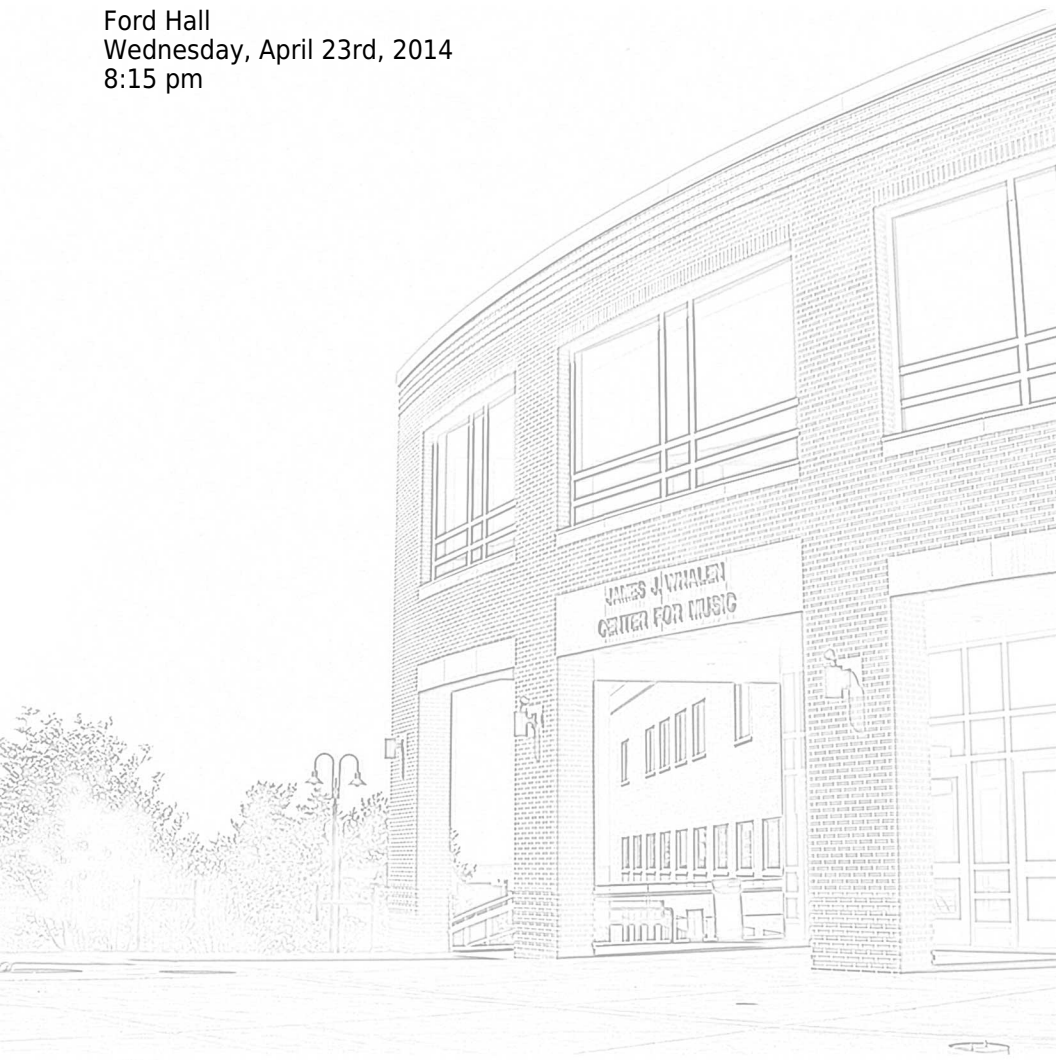 Ford Hall
Wednesday, April 23rd, 2014
8:15 pm
JAMES J. WHALEN
CENTER FOR MUSIC